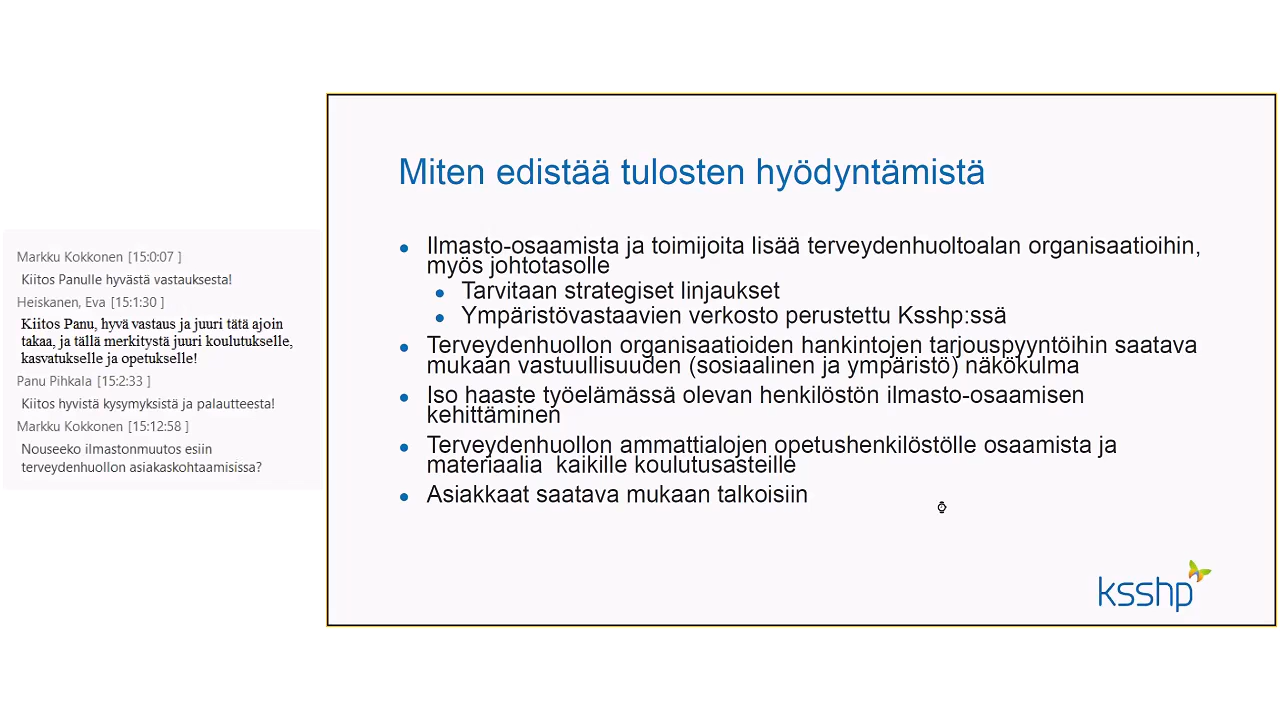 Markku Kokkonen [15:0:07 ]
Kiitos Panulle hyvästä vastauksesta!
Heiskanen, Eva [15:1:30 ]
Kiitos Panu, hyvä vastaus ja juuri tätä ajoin
takaa, ja tällä merkitystä juuri koulutukselle,
kasvatukselle ja opetukselle!
Panu Pihkala [15:2:33 ]
Kiitos hyvistä kysymyksistä ja palautteesta!
Markku Kokkonen [15:12:58 ]
Nouseeko ilmastonmuutos esiin
terveydenhuollon asiakaskohtaamisissa?
Miten edistää tulosten hyödyntämistä
• Ilmasto-osaamista ja toimijoita lisää terveydenhuoltoalan organisaatioihin,
myös johtotasolle
• Tarvitaan strategiset linjaukset
• Ympäristövastaavien verkosto perustettu Ksshp:ssä
• Terveydenhuollon organisaatioiden hankintojen tarjouspyyntöihin saatava
mukaan vastuullisuuden (sosiaalinen ja ympäristö) näkökulma
• Iso haaste työelämässä olevan henkilöstön ilmasto-osaamisen
kehittäminen
• Terveydenhuollon ammattialojen opetushenkilöstölle osaamista ja
materiaalia kaikille koulutusasteille
• Asiakkaat saatava mukaan talkoisiin
ksshp